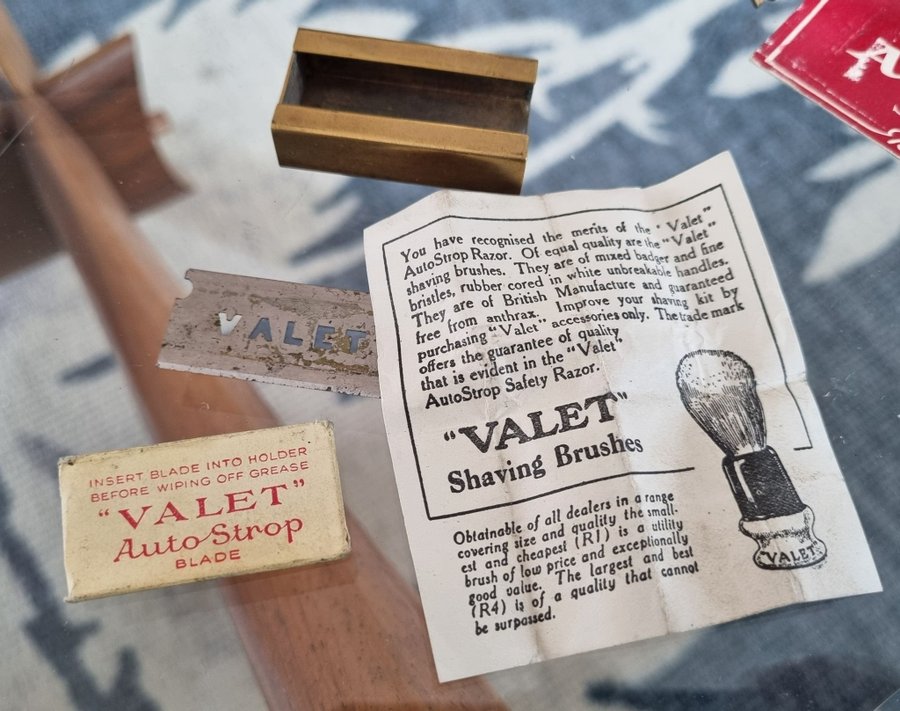 You have recognised the merits of the "Valet"
AutoStrop Razor. Of equal quality are the "Valet"
shaving brushes. They are of mixed badger and fine
bristles, rubber cored in white unbreakable handles.
They are of British Manufacture and guaranteed
free from anthrax. Improve your shaving kit by
purchasing "Valet" accessories only. The trade mark
offers the guarantee of quality
that is evident in the "Valet"
AutoStrop Safety Razor.
"VALET"
Shaving Brushes
Obtainable of all dealers in a range
covering size and quality the small-
est and cheapest (R1) is a utility
brush of low price and exceptionally
good value. The largest and best
(R4) is of a quality that cannot
be surpassed.
"VALET"
VALET
INSERT BLADE INTO HOLDER
BEFORE WIPING OFF GREASE
"VALET"
Auto-Strop
BLADE